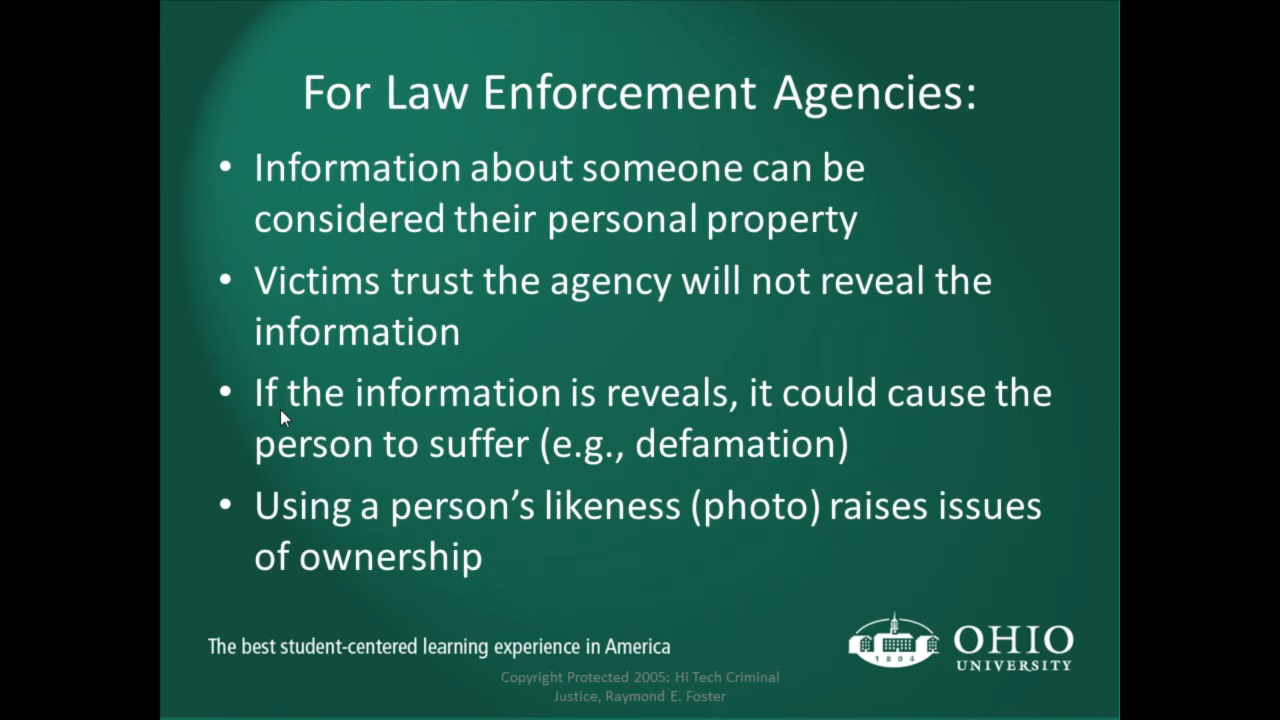 For Law Enforcement Agencies:
• Information about someone can be
considered their personal property
• Victims trust the agency will not reveal the
information
• If the information is reveals, it could cause the
person to suffer (e.g., defamation)
• Using a person’s likeness (photo) raises issues
of ownership
The best student-centered learning experience in America
1804
OHIO
UNIVERSITY
Copyright Protected 2005: Hi Tech Criminal
Justice, Raymond E. Foster